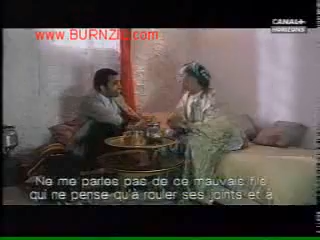 www.BURNZIL.com
CANAL+
HORIZONS
Ne me parles pas de ce mauvais fils
qui ne pense qu'à rouler ses joints et à